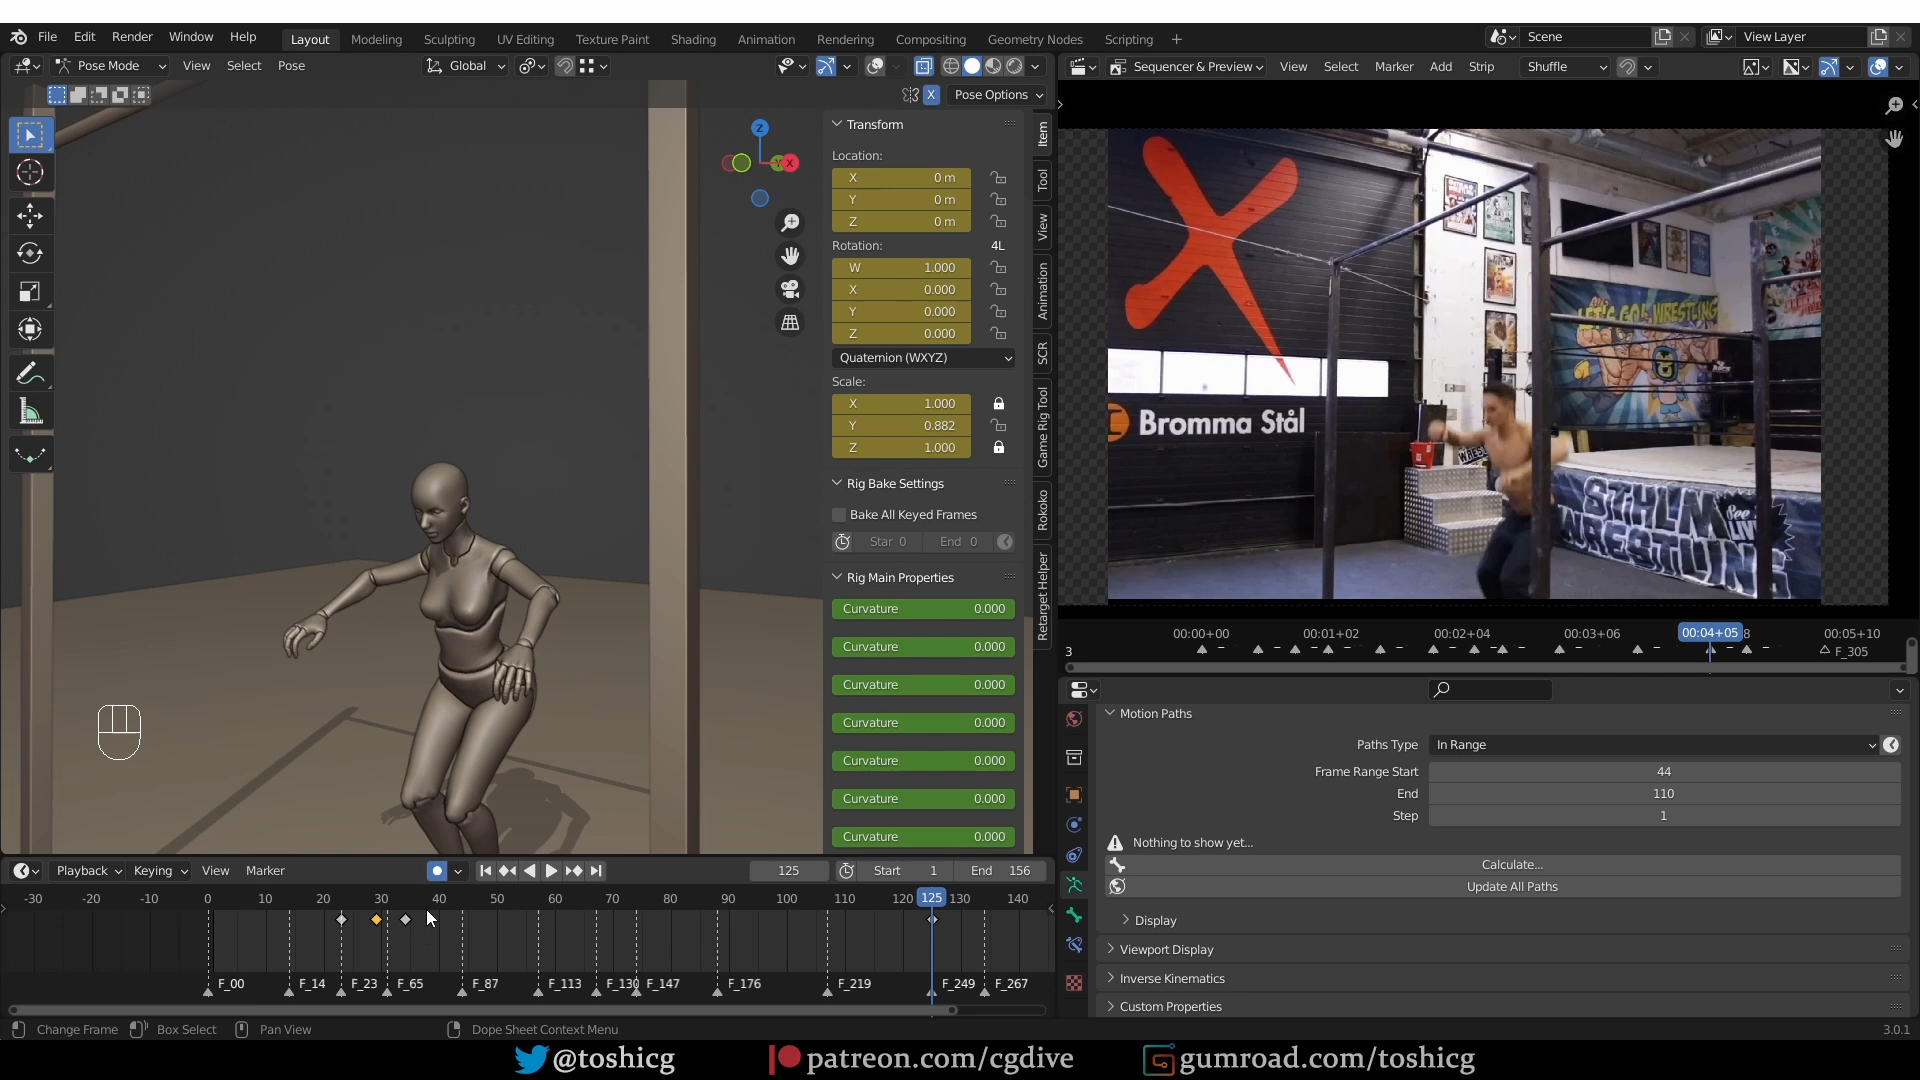 File Edit Render Window Help Layout Modeling Sculpting UV Editing Texture Paint Shading Animation Rendering Compositing Geometry Nodes Scripting + Scene View Layer
Pose Mode View Select Pose Global Sequencer & Preview View Select Marker Add Strip Shuffle
X Pose Options
Transform
Location:
X 0 m
Y 0 m
Z 0 m
Rotation: 4L
W 1.000
X 0.000
Y 0.000
Z 0.000
Quaternion (WXYZ)
Scale:
X 1.000
Y 0.882
Z 1.000
Rig Bake Settings
Bake All Keyed Frames
Star 0 End 0
Rig Main Properties
Curvature 0.000
Curvature 0.000
Curvature 0.000
Curvature 0.000
Curvature 0.000
Curvature 0.000
Curvature 0.000
Z
Y
X
Item
Tool
View
Animation
SCR
Game Rig Tool
Rokoko
Retarget Helper
LET'S GO! WRESTLING
Bromma Stål
STHLM
WRESTLING
See
LIVE
00:00+00 00:01+02 00:02+04 00:03+06 00:04+05 8 00:05+10
3 F_305
Motion Paths
Paths Type In Range
Frame Range Start 44
End 110
Step 1
Nothing to show yet...
Calculate...
Update All Paths
Display
Viewport Display
Inverse Kinematics
Custom Properties
Playback Keying View Marker 125 Start 1 End 156
-30 -20 -10 0 10 20 30 40 50 60 70 80 90 100 110 120 125 130 140
F_00 F_14 F_23 F_65 F_87 F_113 F_130 F_147 F_176 F_219 F_249 F_267
Change Frame Box Select Pan View Dope Sheet Context Menu 3.0.1
@toshicg patreon.com/cgdive gumroad.com/toshicg